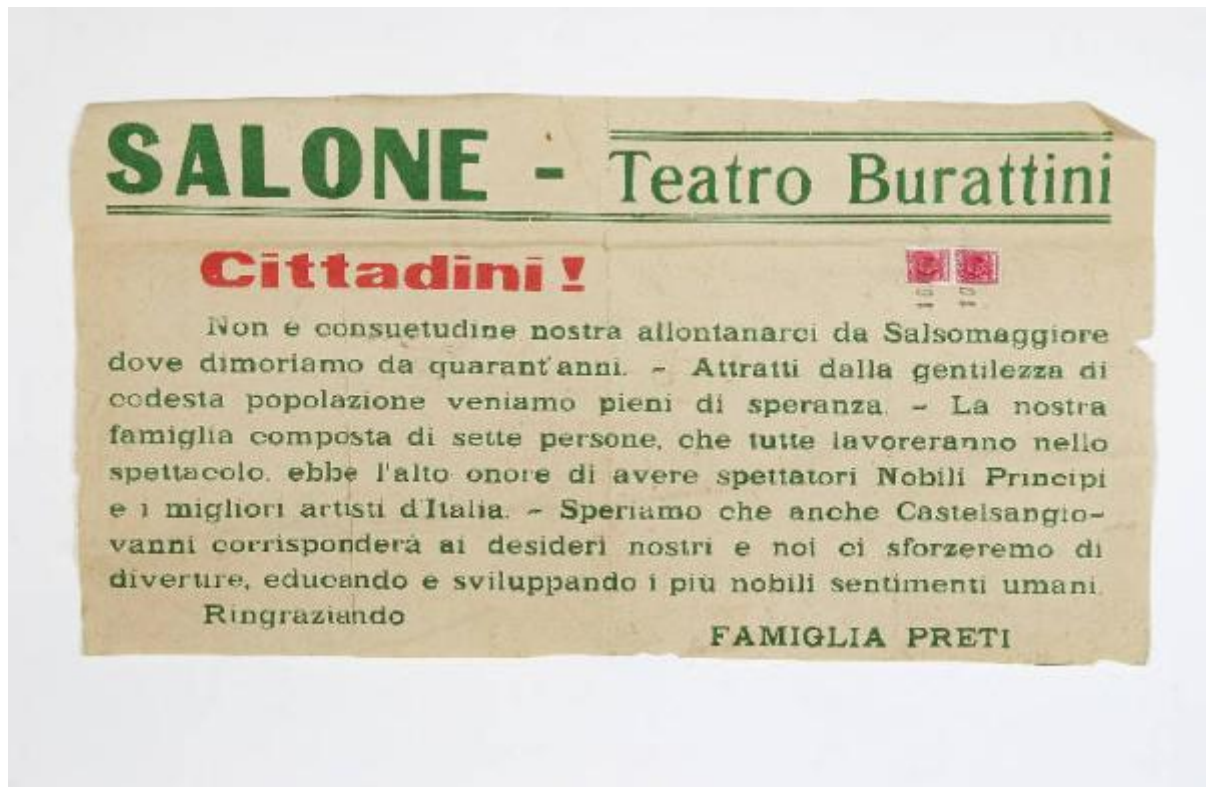 SALONE - Teatro Burattini
Cittadini!
Non è consuetudine nostra allontanarci da Salsomaggiore
dove dimoriamo da quarant'anni. - Attratti dalla gentilezza di
codesta popolazione veniamo pieni di speranza. - La nostra
famiglia composta di sette persone, che tutte lavoreranno nello
spettacolo, ebbe l'alto onore di avere spettatori Nobili Principi
e i migliori artisti d'Italia. - Speriamo che anche Castelsangio-
vanni corrisponderà ai desideri nostri e noi ci sforzeremo di
divertire, educando e sviluppando i più nobili sentimenti umani.
Ringraziando
FAMIGLIA PRETI